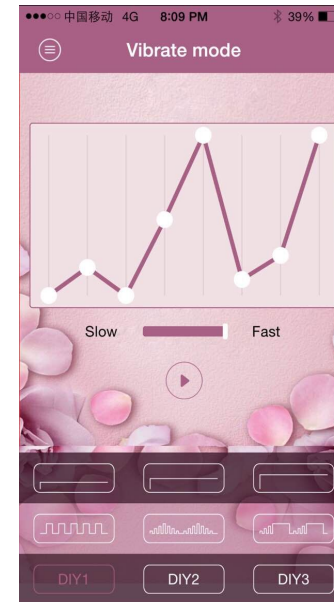 中国移动 4G 8:09 PM 39%
Vibrate mode
Slow Fast
DIY1 DIY2 DIY3